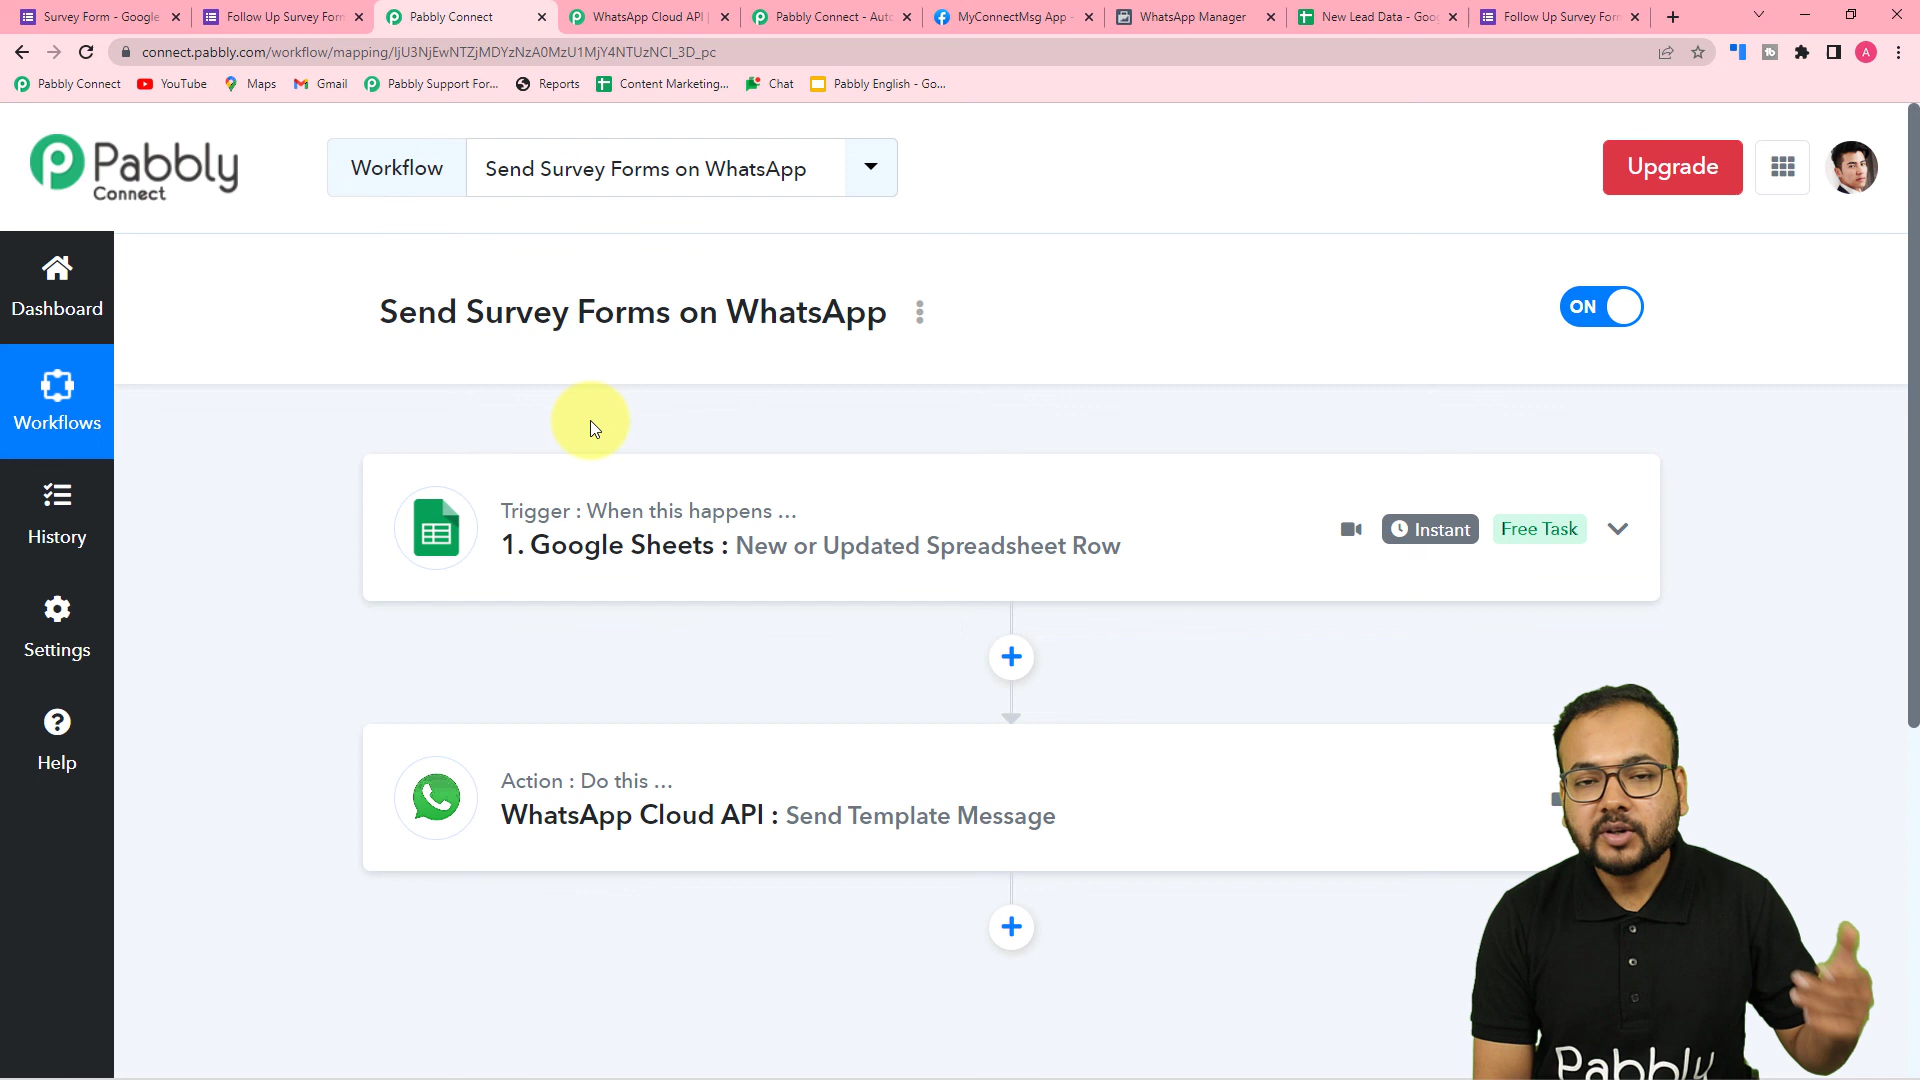 Survey Form - Google
Follow Up Survey For
Pabbly Connect
WhatsApp Cloud API |
Pabbly Connect - Aut
MyConnectMsg App -
WhatsApp Manager
New Lead Data - Goo
Follow Up Survey For
connect.pabbly.com/workflow/mapping/IjU3NjEwNTZjMDYzNzA0MzU1MjY4NTUzNCI_3D_pc
A
Pabbly Connect
YouTube
Maps
Gmail
Pabbly Support For...
Reports
Content Marketing...
Chat
Pabbly English - Go...
Pabbly
Connect
Workflow
Send Survey Forms on WhatsApp
Upgrade
Dashboard
Workflows
History
Settings
Help
Send Survey Forms on WhatsApp
ON
Trigger : When this happens ...
1. Google Sheets : New or Updated Spreadsheet Row
Instant
Free Task
Action : Do this ...
WhatsApp Cloud API : Send Template Message
Pabbly